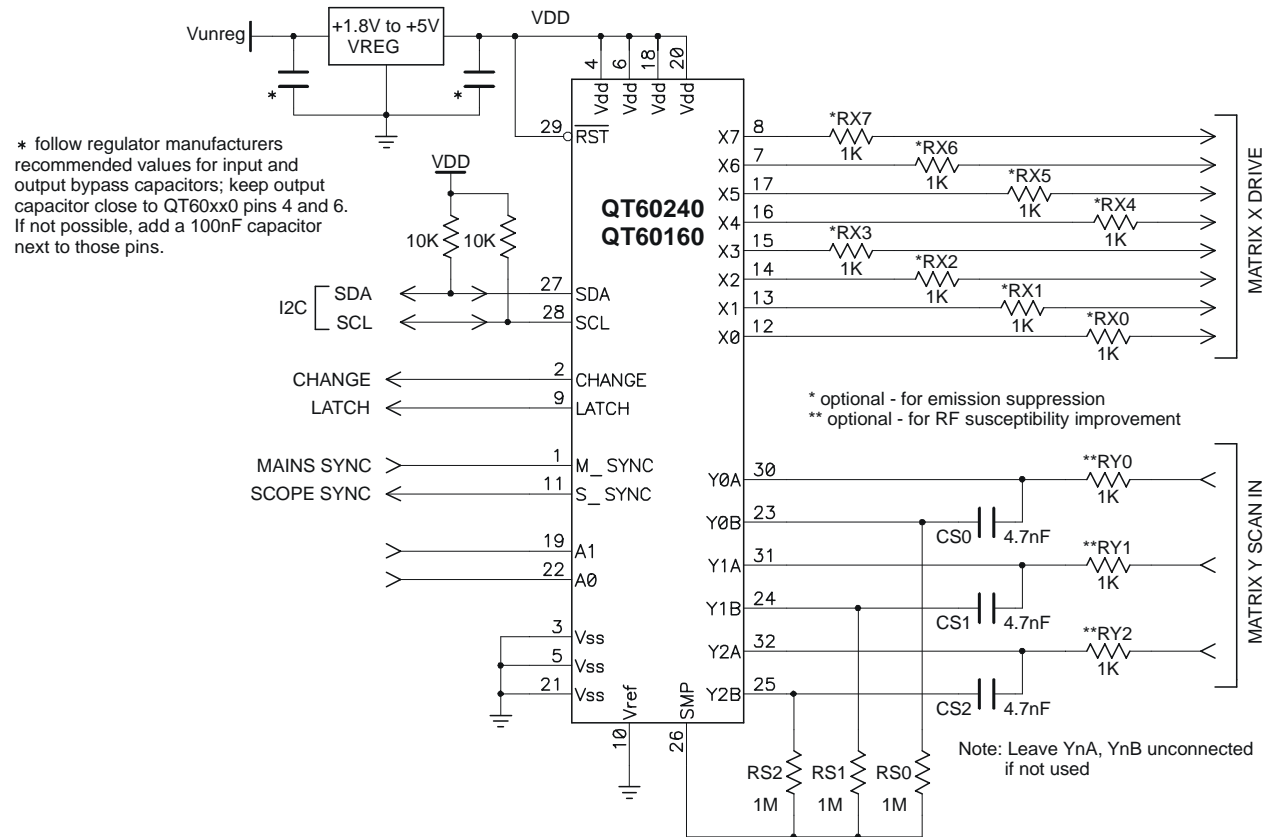 Vunreg
+1.8V to +5V
VREG
VDD
4
6
18
20
Vdd
Vdd
Vdd
Vdd
*
*
* follow regulator manufacturers
recommended values for input and
output bypass capacitors; keep output
capacitor close to QT60xx0 pins 4 and 6.
If not possible, add a 100nF capacitor
next to those pins.
29
RST
VDD
10K
10K
QT60240
QT60160
I2C
SDA
27
SDA
SCL
28
SCL
CHANGE
2
CHANGE
LATCH
9
LATCH
MAINS SYNC
1
M_SYNC
SCOPE SYNC
11
S_SYNC
19
A1
22
A0
3
Vss
5
Vss
21
Vss
Vref
10
SMP
26
X7
8
*RX7
1K
X6
7
*RX6
1K
X5
17
*RX5
1K
X4
16
*RX4
1K
X3
15
*RX3
1K
X2
14
*RX2
1K
X1
13
*RX1
1K
X0
12
*RX0
1K
MATRIX X DRIVE
* optional - for emission suppression
** optional - for RF susceptibility improvement
Y0A
30
**RY0
1K
Y0B
23
CS0
4.7nF
Y1A
31
**RY1
1K
Y1B
24
CS1
4.7nF
Y2A
32
**RY2
1K
Y2B
25
CS2
4.7nF
MATRIX Y SCAN IN
RS2
1M
RS1
1M
RS0
1M
Note: Leave YnA, YnB unconnected
if not used